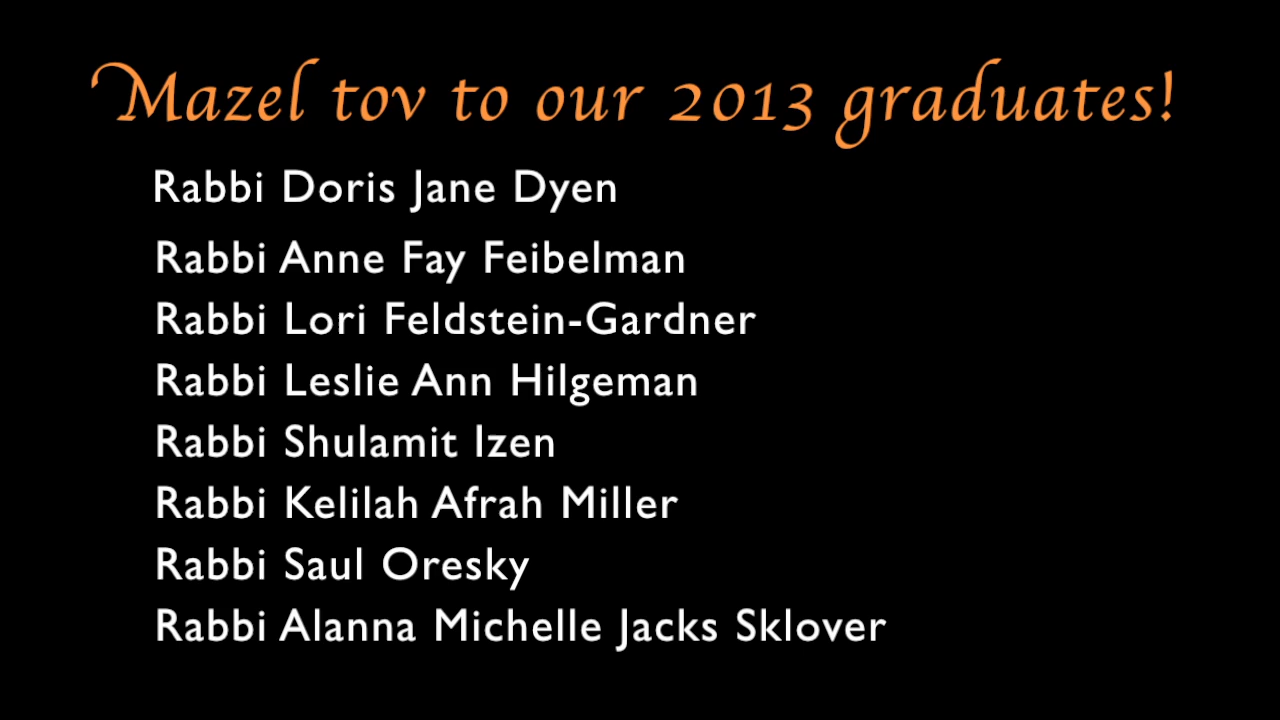 Mazel tov to our 2013 graduates!
Rabbi Doris Jane Dyen
Rabbi Anne Fay Feibelman
Rabbi Lori Feldstein-Gardner
Rabbi Leslie Ann Hilgeman
Rabbi Shulamit Izen
Rabbi Kelilah Afrah Miller
Rabbi Saul Oresky
Rabbi Alanna Michelle Jacks Sklover